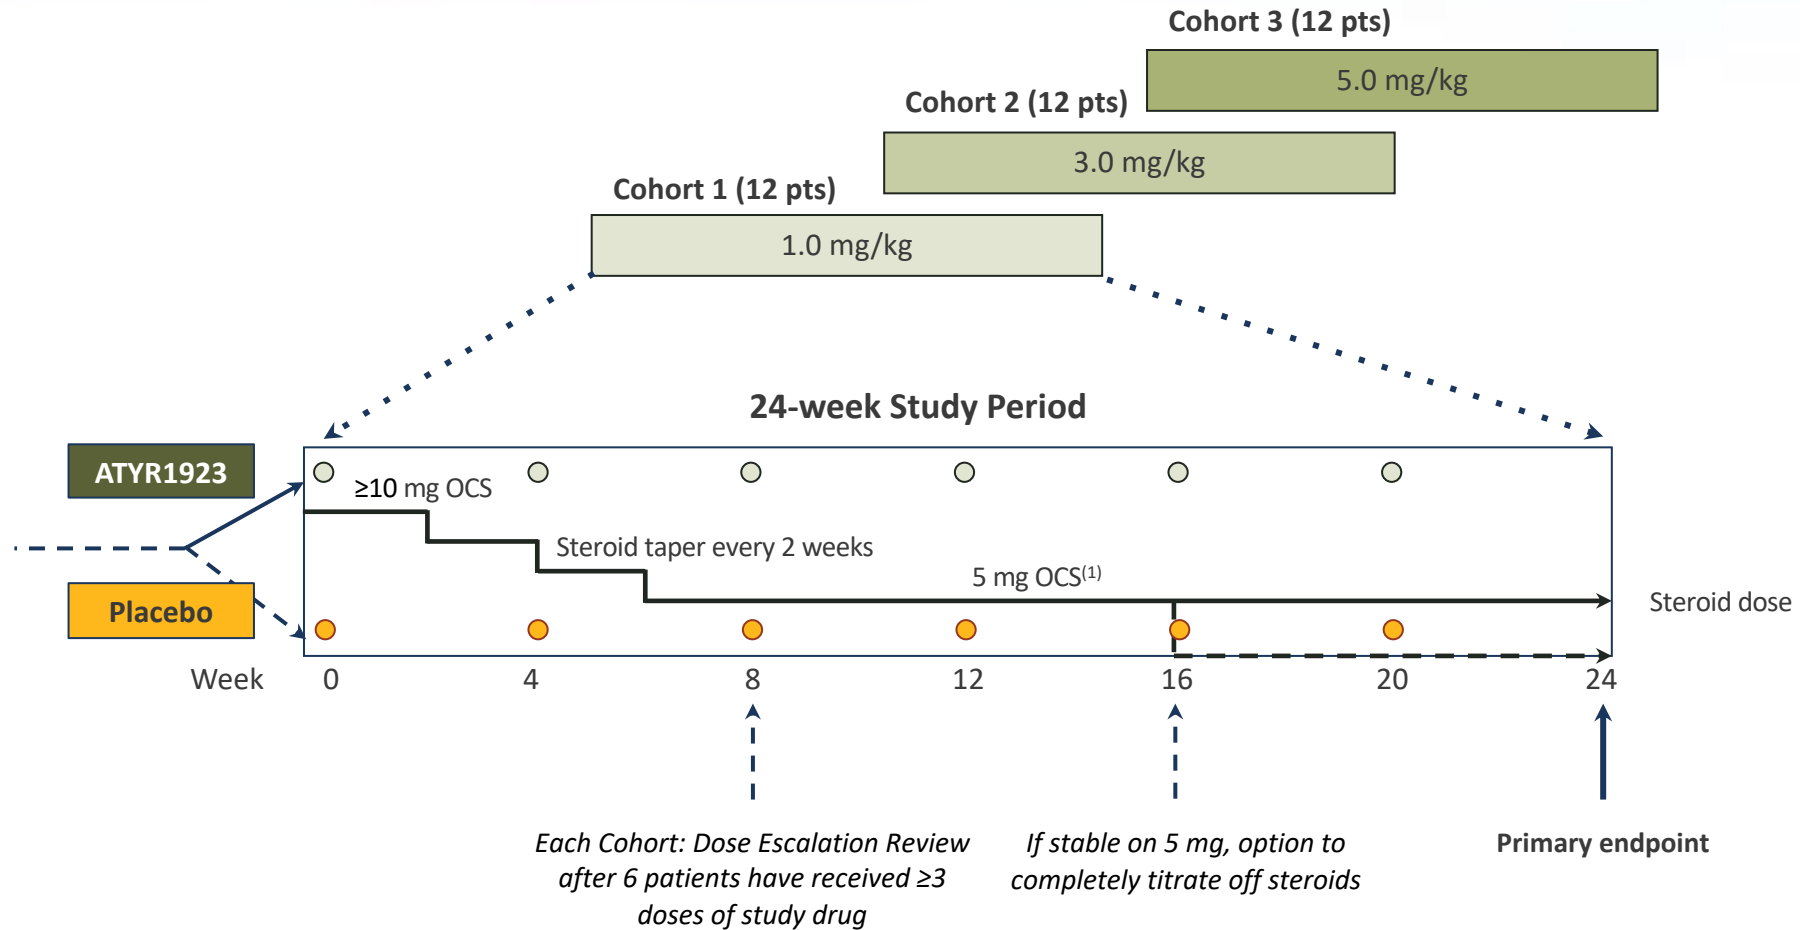 Cohort 3 (12 pts)
5.0 mg/kg
Cohort 2 (12 pts)
3.0 mg/kg
Cohort 1 (12 pts)
1.0 mg/kg
24-week Study Period
ATYR1923
≥10 mg OCS
Steroid taper every 2 weeks
5 mg OCS(1)
Placebo
Steroid dose
Week 0 4 8 12 16 20 24
Each Cohort: Dose Escalation Review
after 6 patients have received ≥3
doses of study drug
If stable on 5 mg, option to
completely titrate off steroids
Primary endpoint